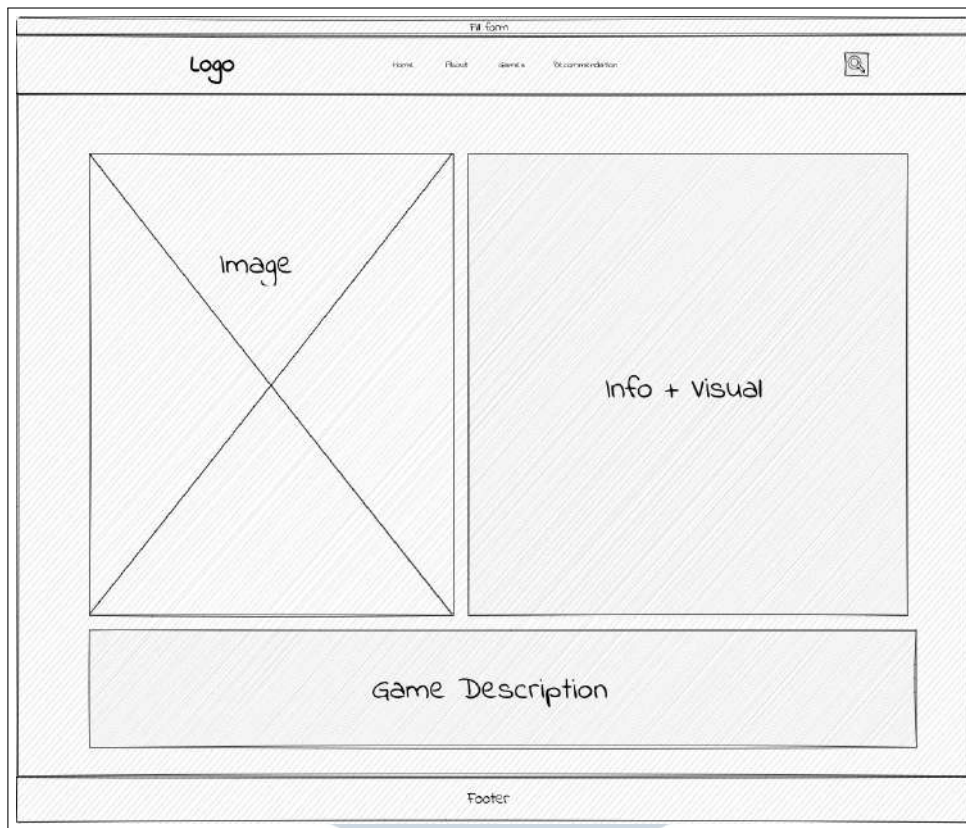 Fill form
Logo
Home About Games Recommendation
Image
Info + Visual
Game Description
Footer